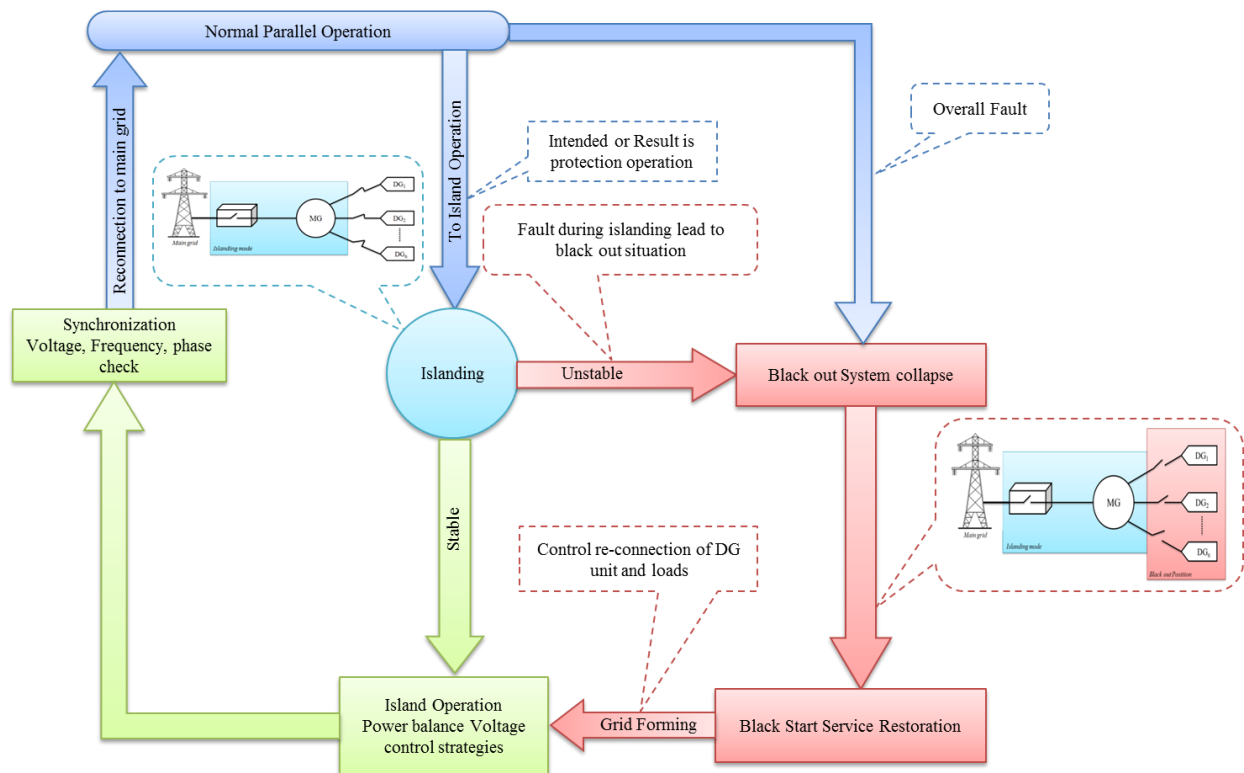 Normal Parallel Operation
Reconnection to main grid
To Island Operation
Intended or Result is
protection operation
Overall Fault
Main grid
Islanding mode
MG
DG1
DG2
DGn
Fault during islanding lead to
black out situation
Synchronization
Voltage, Frequency, phase
check
Islanding
Unstable
Black out System collapse
Stable
Main grid
Islanding mode
MG
DG1
DG2
Black out Position
Control re-connection of DG
unit and loads
Island Operation
Power balance Voltage
control strategies
Grid Forming
Black Start Service Restoration